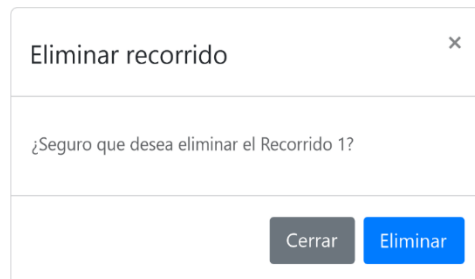 Eliminar recorrido
×
¿Seguro que desea eliminar el Recorrido 1?
Cerrar
Eliminar